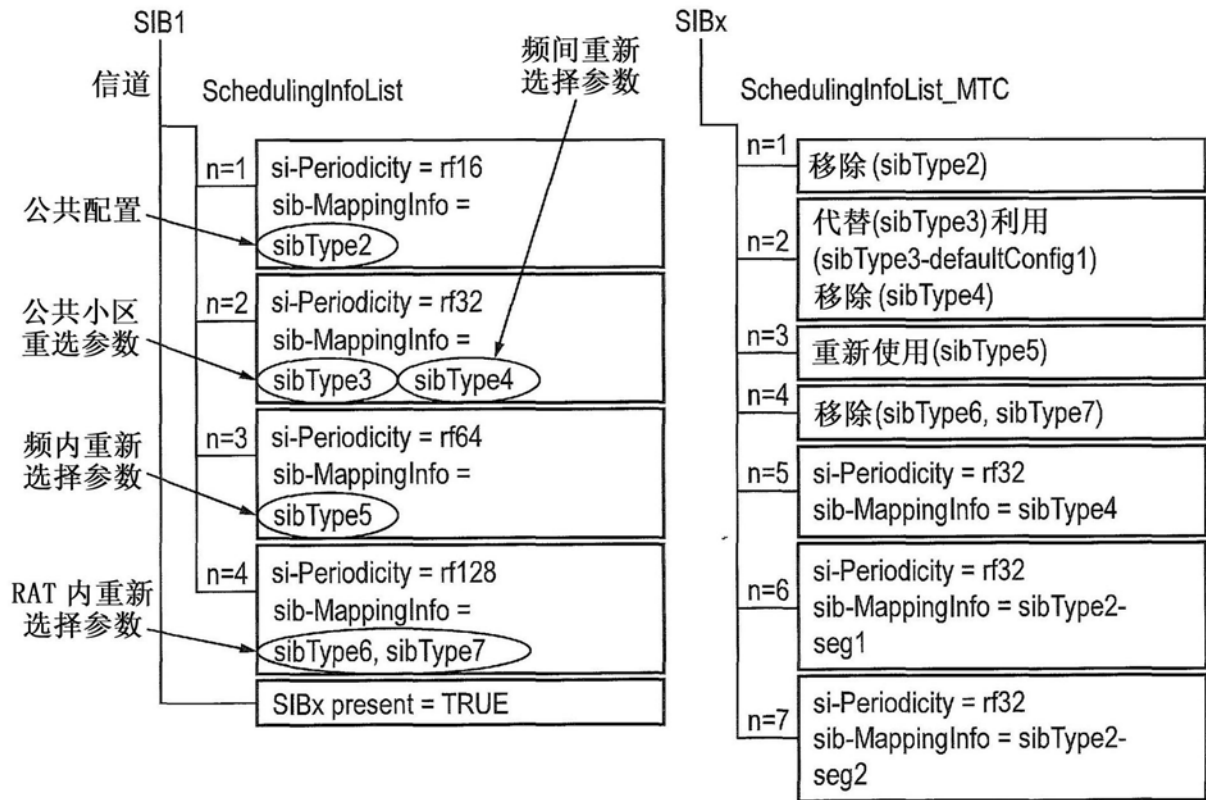 SIB1
信道
SchedulingInfoList
频间重新
选择参数
n=1
si-Periodicity = rf16
sib-MappingInfo =
sibType2
公共配置
n=2
si-Periodicity = rf32
sib-MappingInfo =
sibType3
sibType4
公共小区
重选参数
n=3
si-Periodicity = rf64
sib-MappingInfo =
sibType5
频内重新
选择参数
n=4
si-Periodicity = rf128
sib-MappingInfo =
sibType6, sibType7
RAT 内重新
选择参数
SIBx present = TRUE
SIBx
SchedulingInfoList_MTC
n=1
移除(sibType2)
n=2
代替(sibType3)利用
(sibType3-defaultConfig1)
移除(sibType4)
n=3
重新使用(sibType5)
n=4
移除(sibType6, sibType7)
n=5
si-Periodicity = rf32
sib-MappingInfo = sibType4
n=6
si-Periodicity = rf32
sib-MappingInfo = sibType2-
seg1
n=7
si-Periodicity = rf32
sib-MappingInfo = sibType2-
seg2